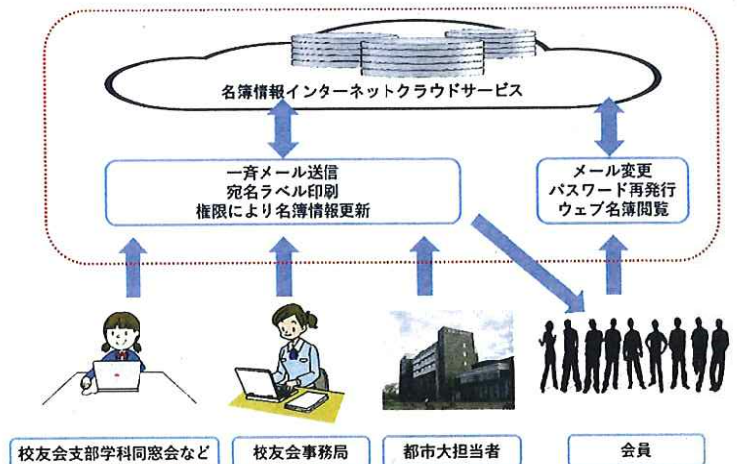 名簿情報インターネットクラウドサービス
一斉メール送信
宛名ラベル印刷
権限により名簿情報更新
メール変更
パスワード再発行
ウェブ名簿閲覧
校友会支部学科同窓会など
校友会事務局
都市大担当者
会員